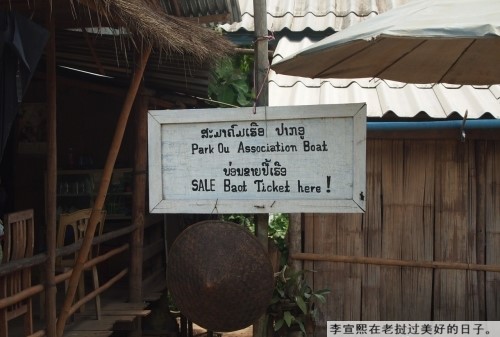 ສະມາຄົມເຮືອ ປາກອູ
Park Ou Association Boat
ບ່ອນຂາຍປີ້ເຮືອ
SALE Baot Ticket here !
李宣熙在老挝过美好的日子。